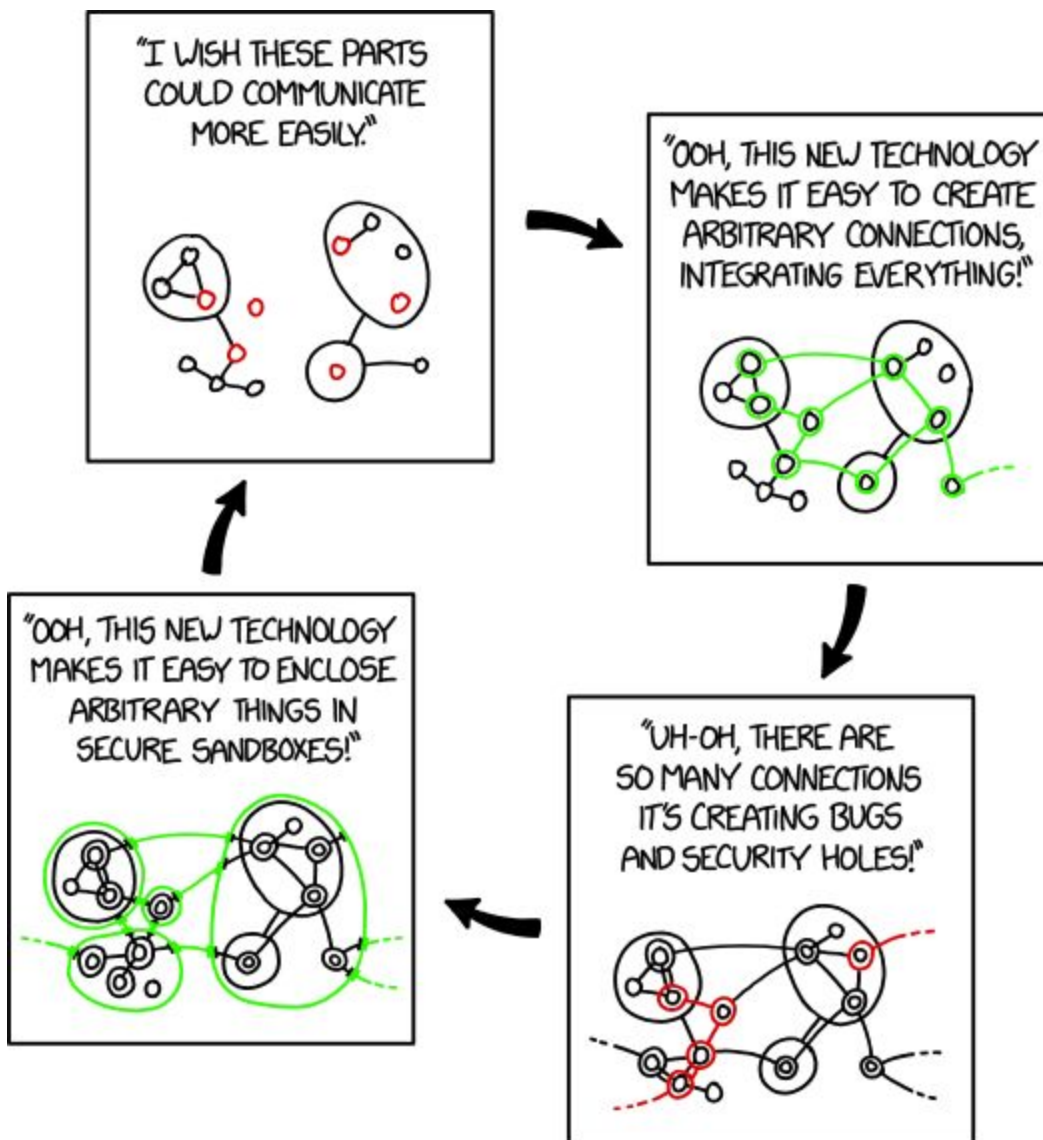 "I WISH THESE PARTS
COULD COMMUNICATE
MORE EASILY."
"OOH, THIS NEW TECHNOLOGY
MAKES IT EASY TO CREATE
ARBITRARY CONNECTIONS,
INTEGRATING EVERYTHING!"
"UH-OH, THERE ARE
SO MANY CONNECTIONS
IT'S CREATING BUGS
AND SECURITY HOLES!"
"OOH, THIS NEW TECHNOLOGY
MAKES IT EASY TO ENCLOSE
ARBITRARY THINGS IN
SECURE SANDBOXES!"